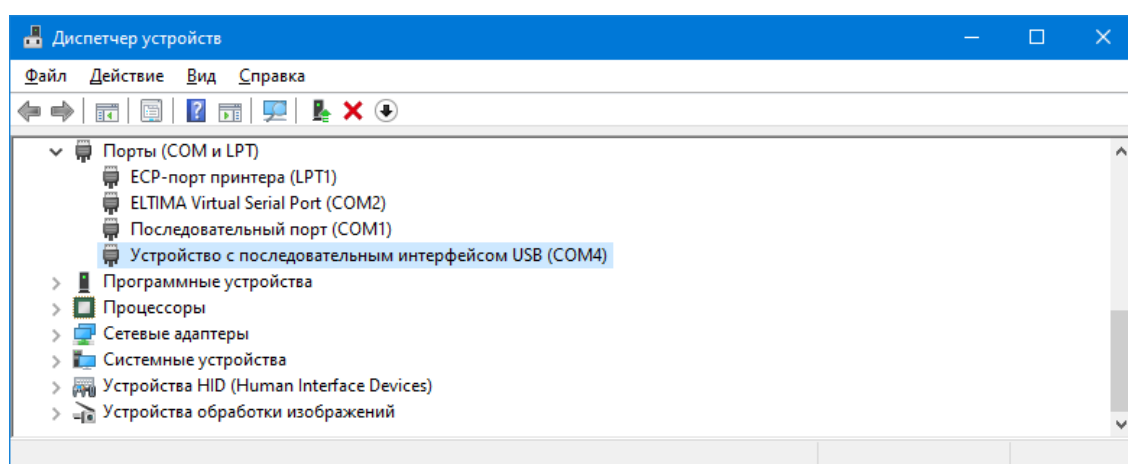 Диспетчер устройств
Файл Действие Вид Справка
Порты (COM и LPT)
ECP-порт принтера (LPT1)
ELTIMA Virtual Serial Port (COM2)
Последовательный порт (COM1)
Устройство с последовательным интерфейсом USB (COM4)
Программные устройства
Процессоры
Сетевые адаптеры
Системные устройства
Устройства HID (Human Interface Devices)
Устройства обработки изображений